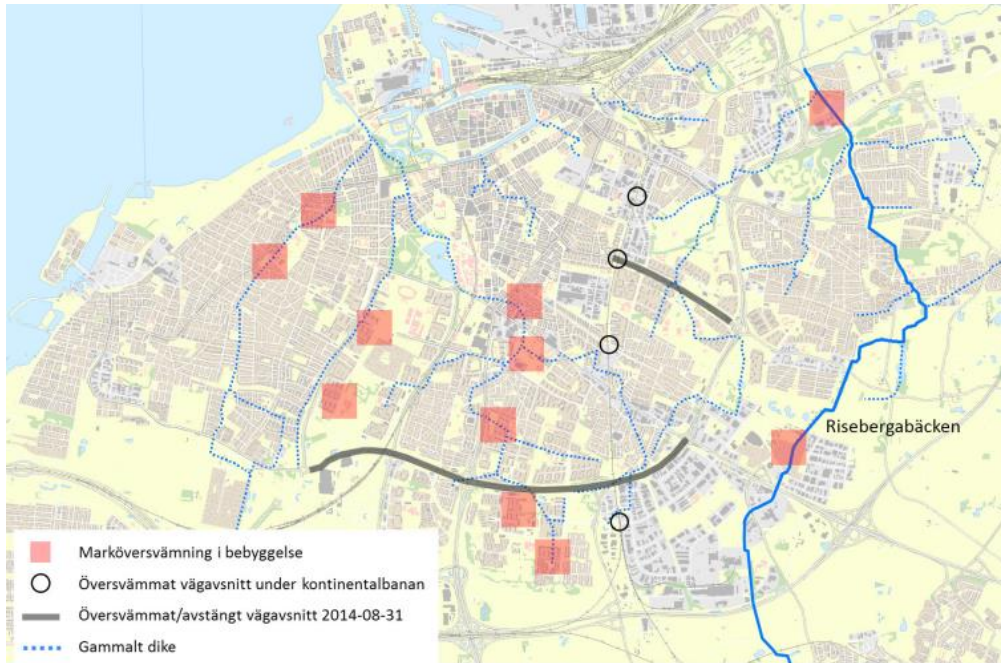 Risebergabäcken
Marköversvämning i bebyggelse
Översvämmat vägavsnitt under kontinentalbanan
Översvämmat/avstängt vägavsnitt 2014-08-31
Gammalt dike